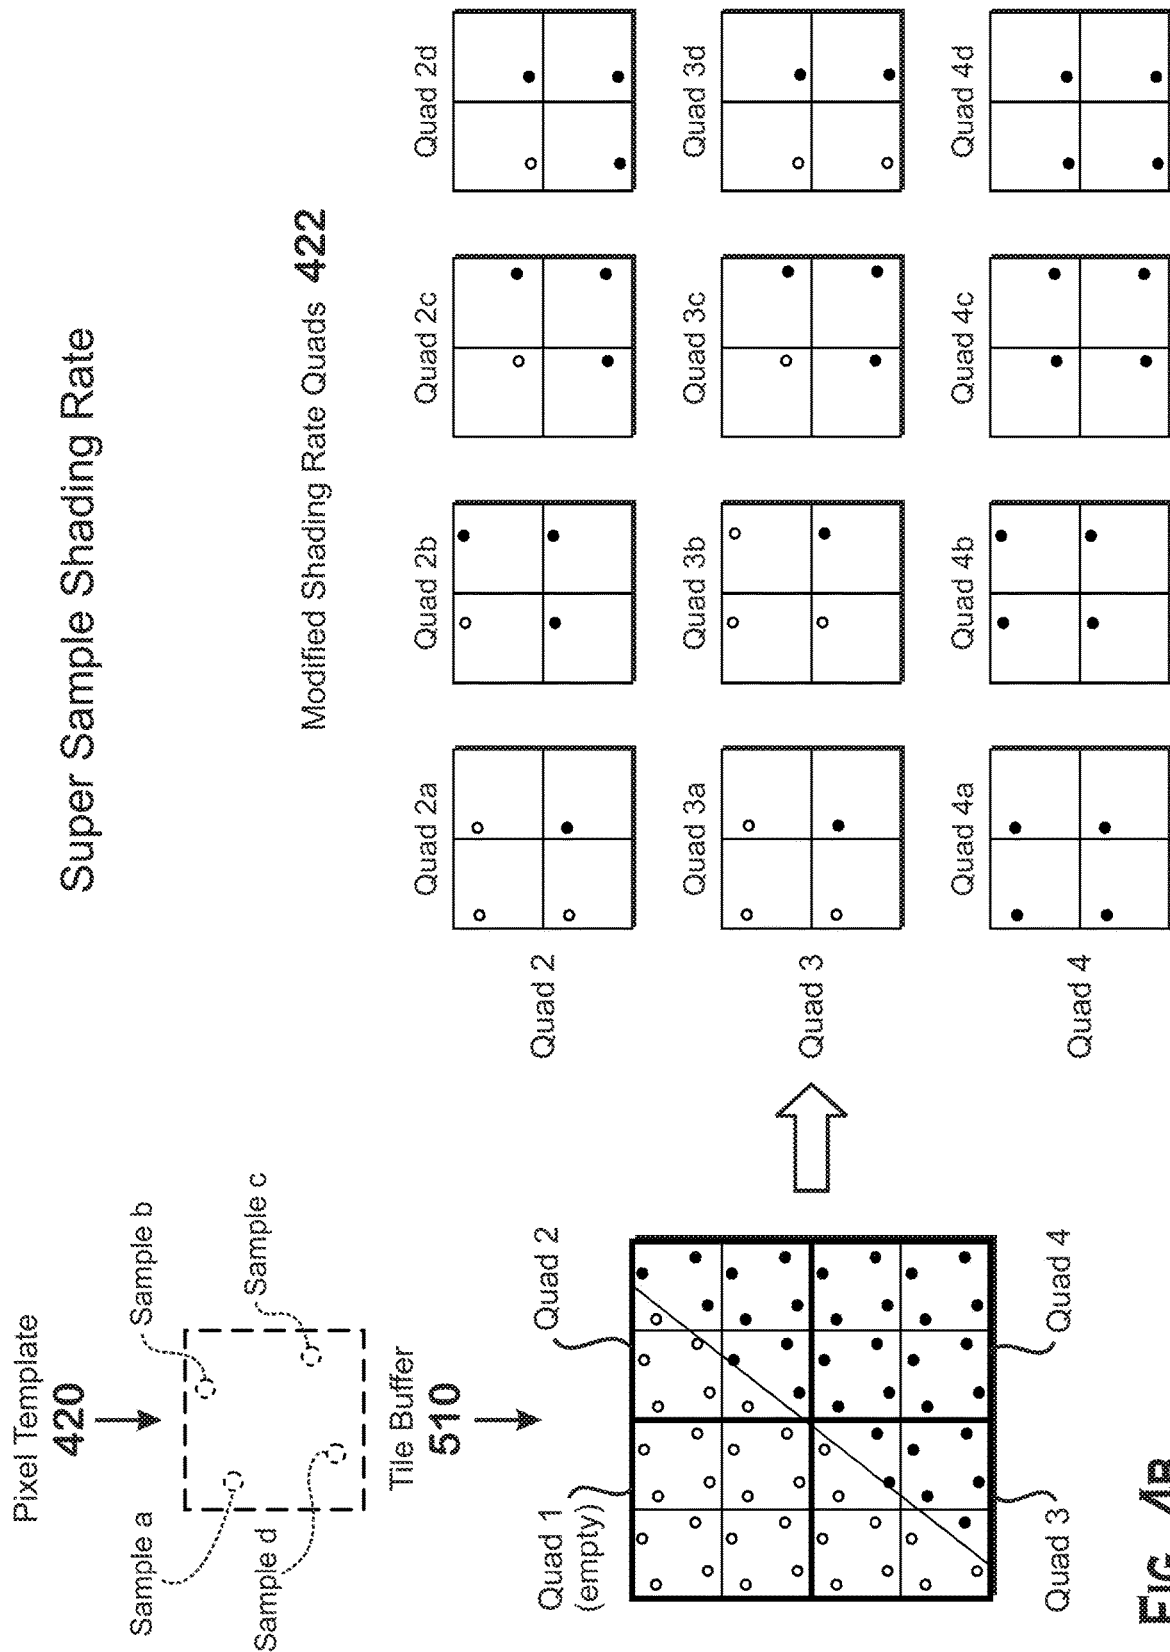 Super Sample Shading Rate
Pixel Template
420
Sample a
Sample b
Sample c
Sample d
Tile Buffer
510
Quad 1
(empty)
Quad 2
Quad 3
Quad 4
Modified Shading Rate Quads 422
Quad 2
Quad 2a
Quad 2b
Quad 2c
Quad 2d
Quad 3
Quad 3a
Quad 3b
Quad 3c
Quad 3d
Quad 4
Quad 4a
Quad 4b
Quad 4c
Quad 4d
FIG. 4B